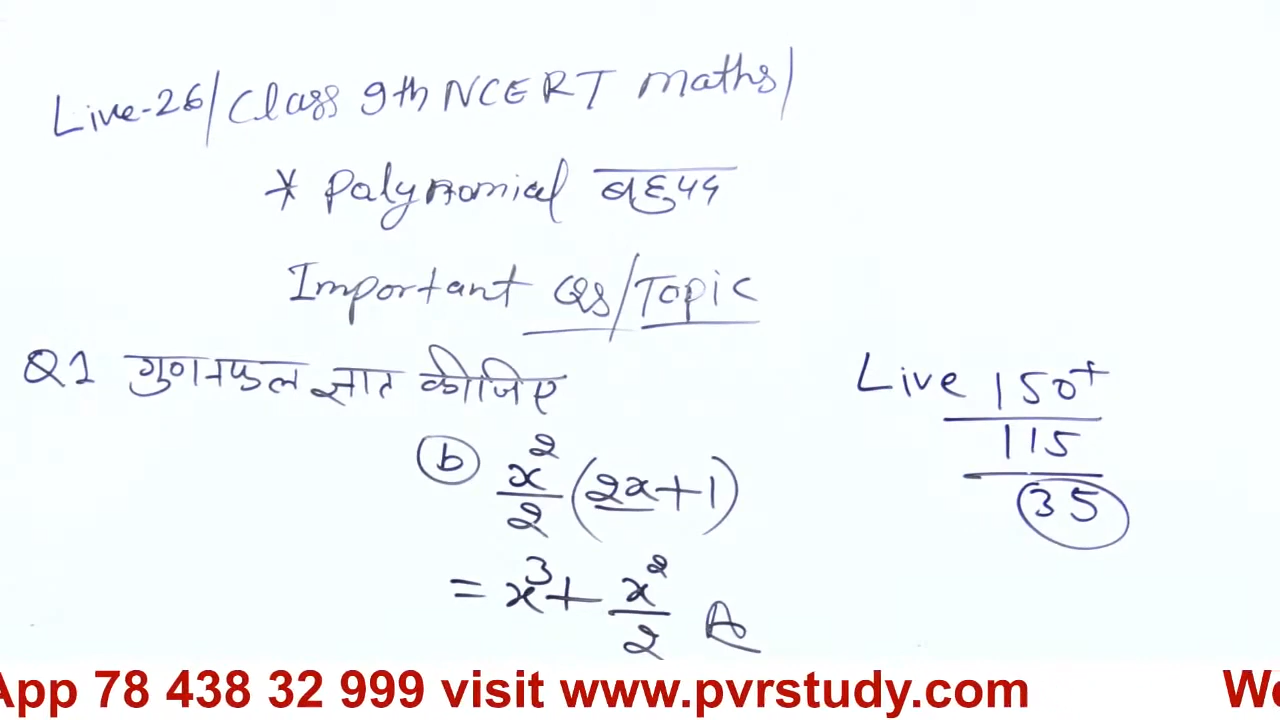 Live-26/Class 9th NCERT maths/
* Polynomial बहुपद
Important QS/Topic
Q1 गुणनफल ज्ञात कीजिए
ⓑ x²/2 (2x+1)
= x³ + x²/2 A
Live 150+
115
35
App 78 438 32 999 visit www.pvrstudy.com We